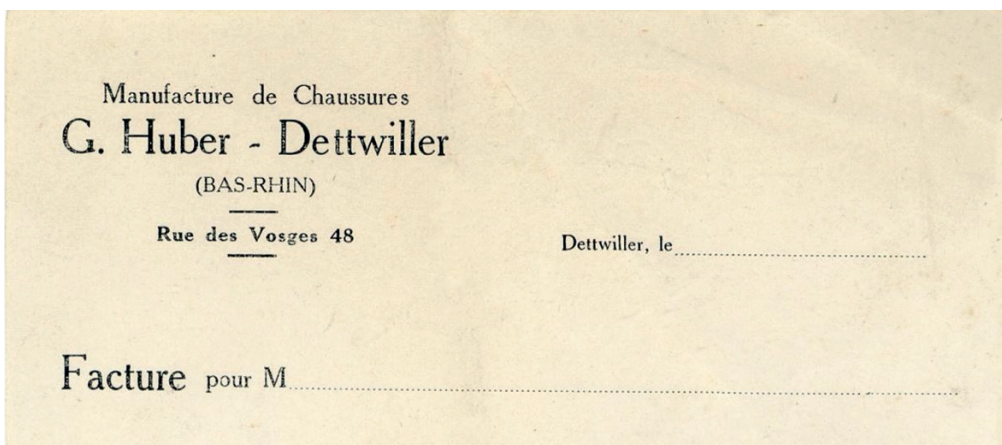 Manufacture de Chaussures
G. Huber - Dettwiller
(BAS-RHIN)
Rue des Vosges 48
Dettwiller, le
Facture pour M